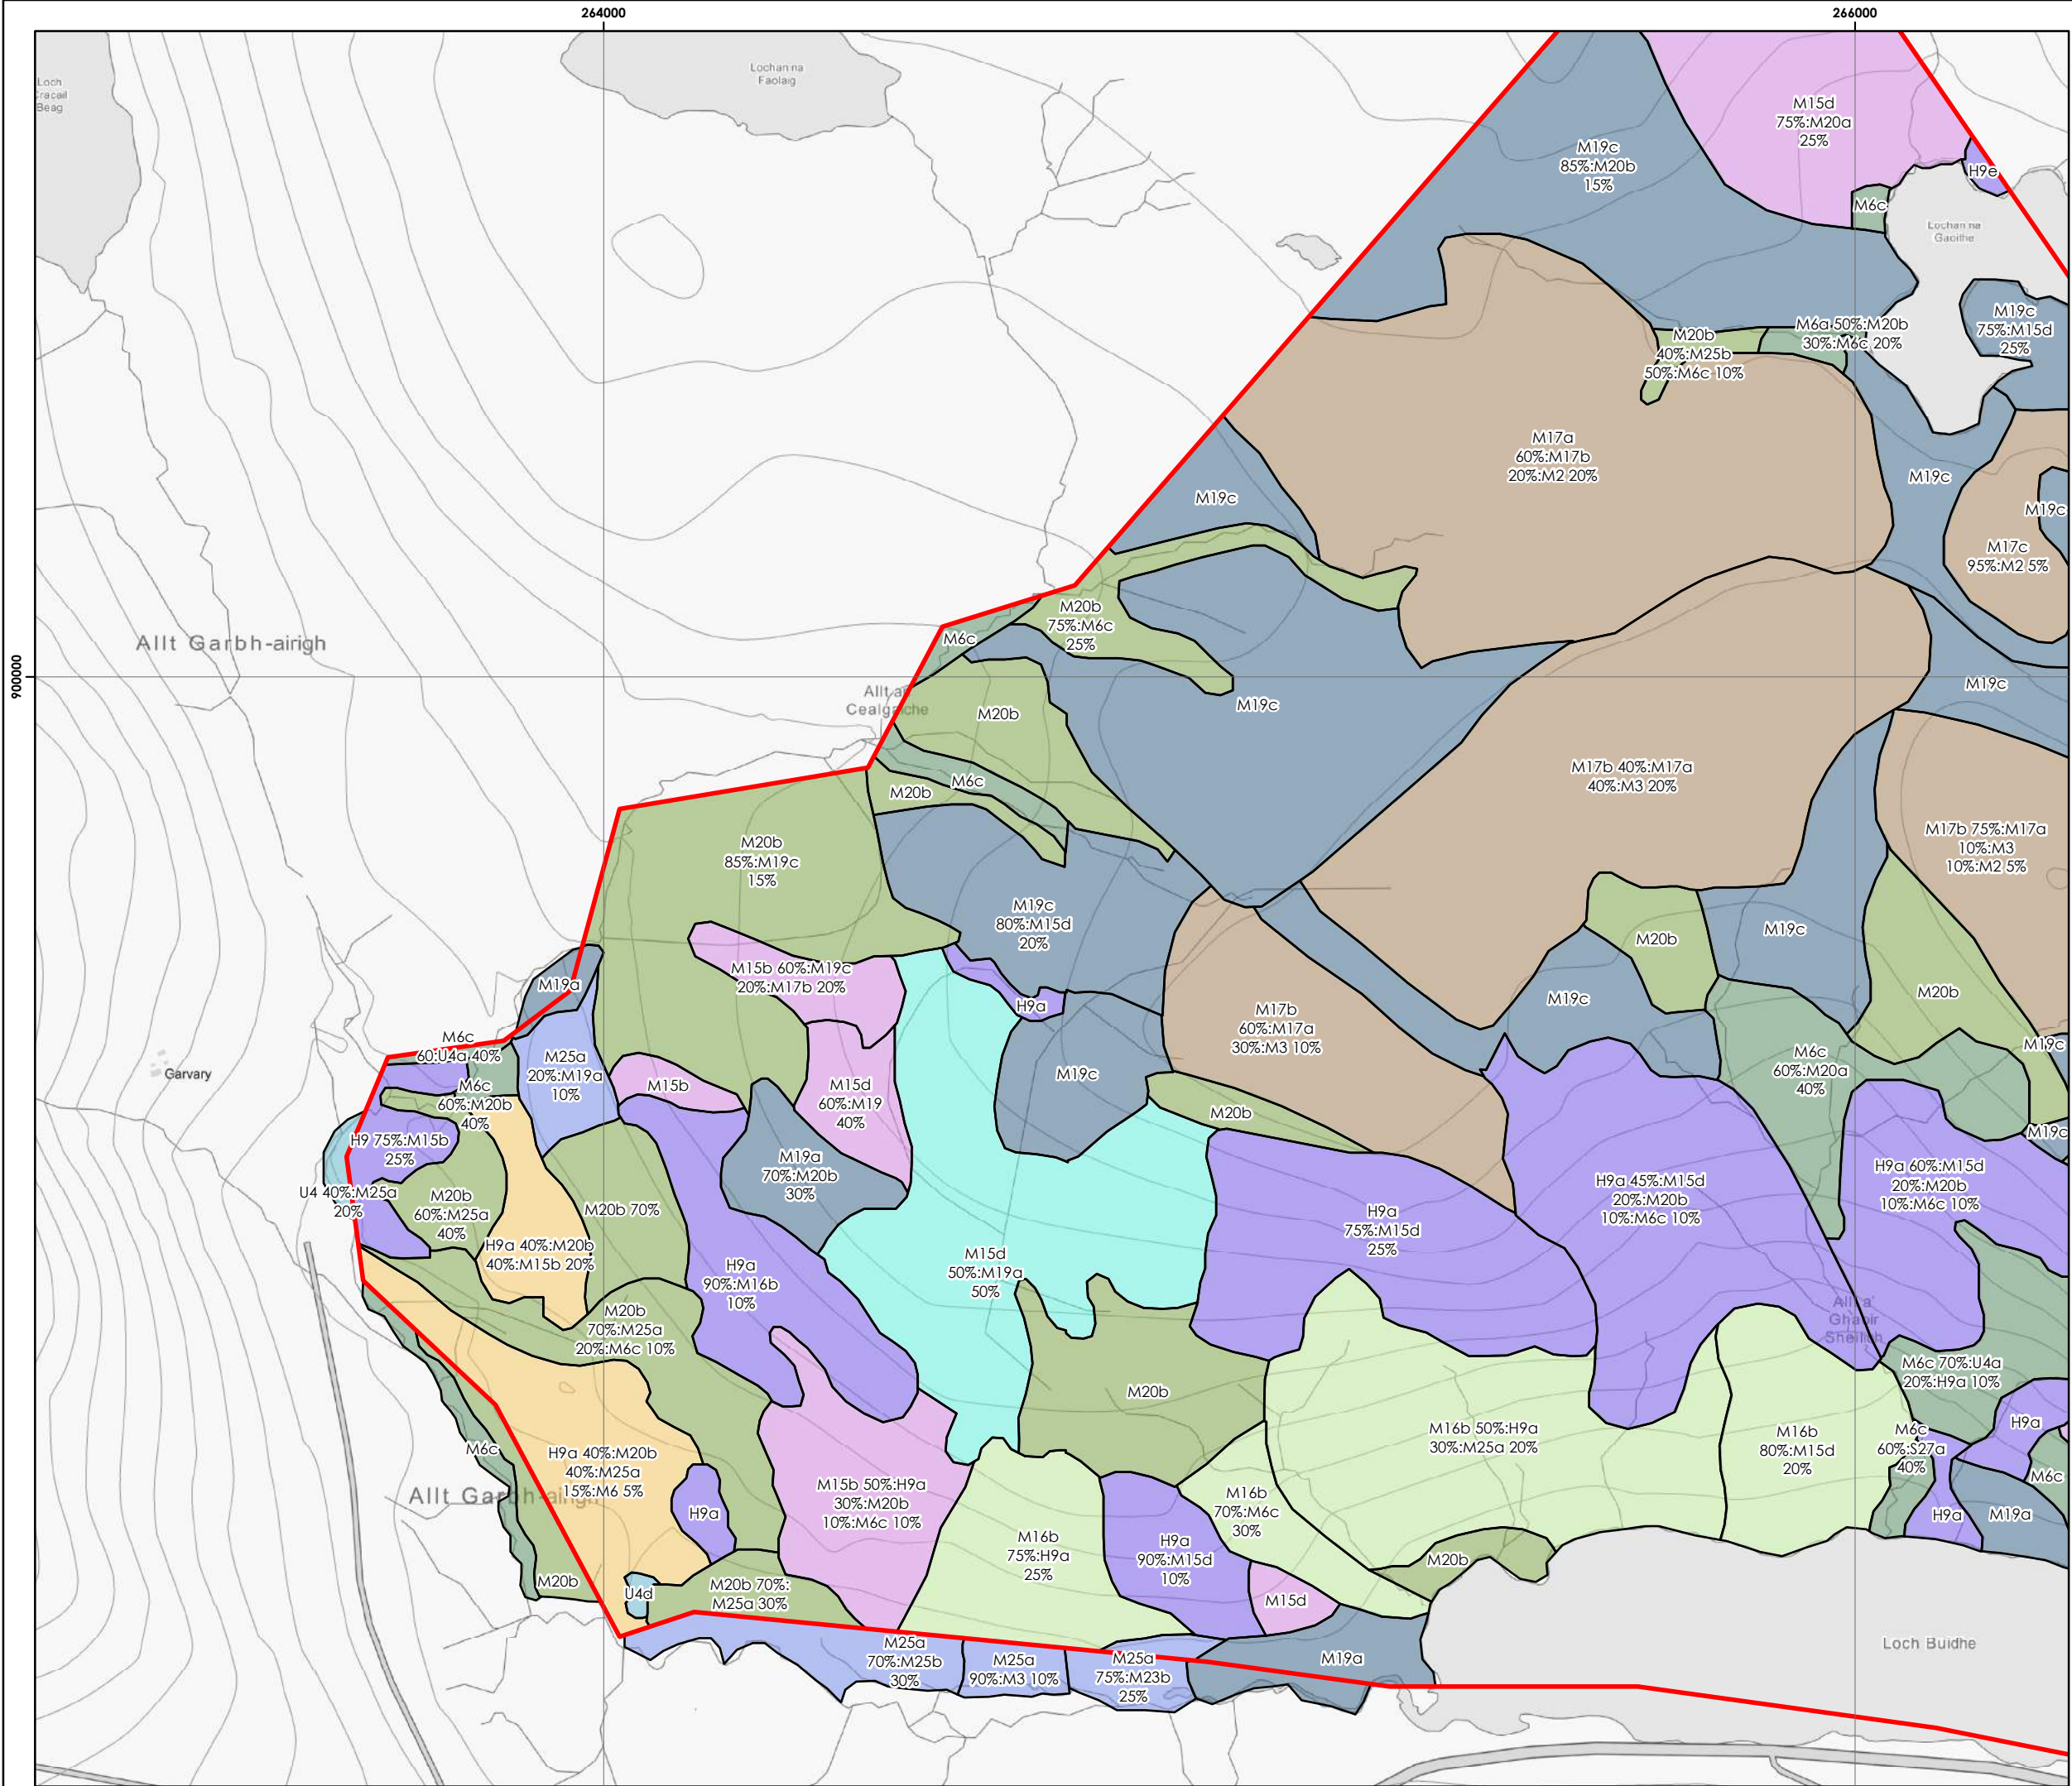 264000
266000
900000
Loch
Cracail
Beag
Lochan na
Faolaig
M15d
75%:M20a
25%
M19c
85%:M20b
15%
H9e
M6c
Lochan na
Gaoithe
M19c
75%:M15d
25%
M6a 50%:M20b
30%:M6c 20%
M20b
40%:M25b
50%:M6c 10%
M17a
60%:M17b
20%:M2 20%
M19c
M19c
M19c
M17c
95%:M2 5%
M20b
75%:M6c
25%
M6c
Allt Garbh-airigh
M19c
M19c
M20b
M17b 40%:M17a
40%:M3 20%
M6c
M20b
M17b 75%:M17a
10%:M3
10%:M2 5%
M20b
85%:M19c
15%
M19c
80%:M15d
20%
M19c
M20b
M15b 60%:M19c
20%:M17b 20%
M19a
H9a
M19c
M20b
M17b
60%:M17a
30%:M3 10%
M6c
60:U4a 40%
M19c
Garvary
M25a
20%:M19a
10%
M15b
M15d
60%:M19
40%
M19c
M6c
60%:M20a
40%
M6c
60%:M20b
40%
M20b
M19c
H9 75%:M15b
25%
M19a
70%:M20b
30%
H9a 45%:M15d
20%:M20b
10%:M6c 10%
H9a 60%:M15d
20%:M20b
10%:M6c 10%
U4 40%:M25a
20%
M20b
60%:M25a
40%
M20b 70%
H9a
75%:M15d
25%
H9a 40%:M20b
40%:M15b 20%
M15d
50%:M19a
50%
H9a
90%:M16b
10%
M20b
70%:M25a
20%:M6c 10%
M6c 70%:U4a
20%:H9a 10%
M20b
H9a
M16b 50%:H9a
30%:M25a 20%
M16b
80%:M15d
20%
M6c
60%:S27a
40%
M6c
H9a 40%:M20b
40%:M25a
15%:M6 5%
M6c
Allt Garbh-airigh
M15b 50%:H9a
30%:M20b
10%:M6c 10%
H9a
M16b
70%:M6c
30%
H9a
M19a
M16b
75%:H9a
25%
H9a
90%:M15d
10%
M20b
M20b
U4d
M20b 70%:
M25a 30%
M15d
M25a
70%:M25b
30%
M25a
90%:M3 10%
M25a
75%:M23b
25%
M19a
Loch Buidhe